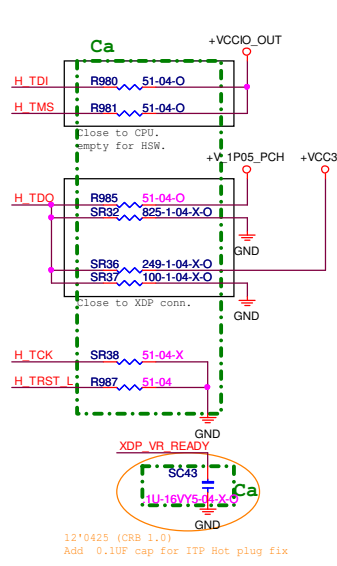 Ca
+VCCIO_OUT
H_TDI R980 51-04-O
H_TMS R981 51-04-O
Close to CPU.
empty for HSW.
+V_1P05_PCH +VCC3
H_TDO R985 51-04-O
SR32 825-1-04-X-O
GND
SR36 249-1-04-X-O
SR37 100-1-04-X-O
Close to XDP conn.
GND
H_TCK SR38 51-04-X
H_TRST_L R987 51-04
GND
XDP_VR_READY
SC43
Ca
.1U-16VY5-04-X-O
GND
12'0425 (CRB 1.0)
Add 0.1UF cap for ITP Hot plug fix